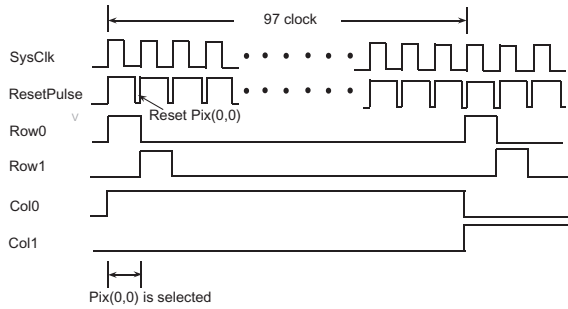 97 clock
SysClk
ResetPulse
Reset Pix(0,0)
v
Row0
Row1
Col0
Col1
Pix(0,0) is selected